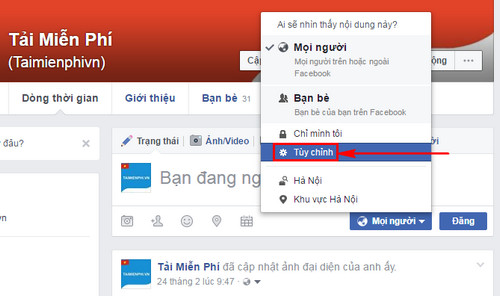 Tải Miễn Phí
(Taimienphivn)
Dòng thời gian
Giới thiệu
Bạn bè 31
đâu?
Trạng thái
Ảnh/Video
TAIMIENPHI.VN
Bạn đang
Ai sẽ nhìn thấy nội dung này?
Mọi người
Mọi người trên hoặc ngoài
Facebook
Bạn bè
Bạn bè của bạn trên Facebook
Chỉ mình tôi
Tùy chỉnh
Hà Nội
Khu vực Hà Nội
Mọi người
Đăng
vn
TAIMIENPHI.VN
Tải Miễn Phí đã cập nhật ảnh đại diện của anh ấy.
24 tháng 2 lúc 9:47